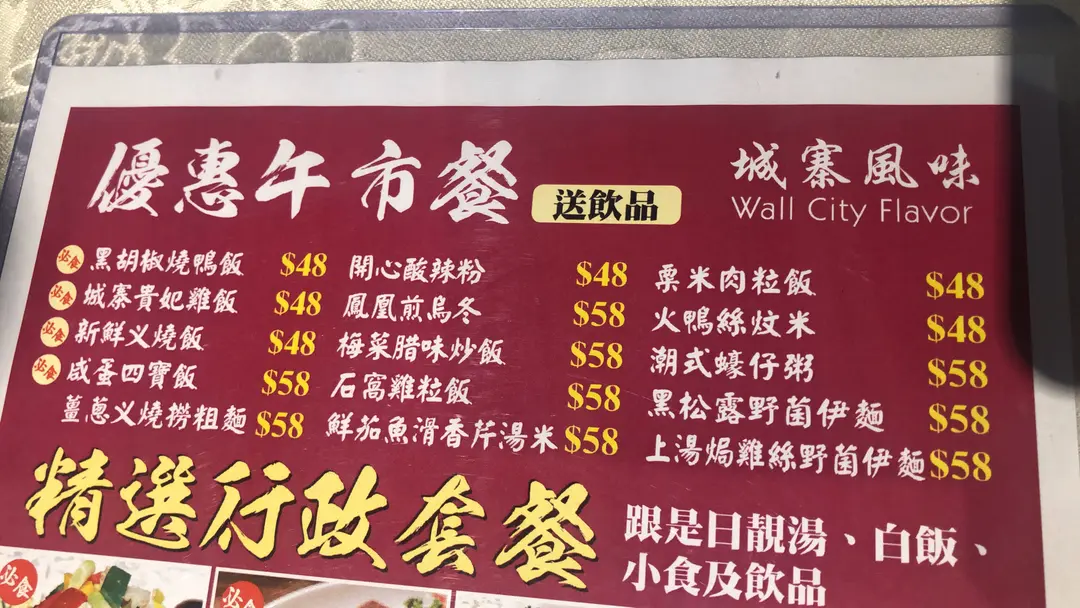 優惠午市餐 送飲品
城寨風味
Wall City Flavor
必食 黑胡椒燒鴨飯 $48
必食 城寨貴妃雞飯 $48
必食 新鮮义燒飯 $48
必食 咸蛋四寶飯 $58
薑蔥义燒撈粗麵 $58
開心酸辣粉 $48
鳳凰煎烏冬 $58
梅菜腊味炒飯 $58
石窩雞粒飯 $58
鮮茄魚滑香芹湯米 $58
粟米肉粒飯 $48
火鴨絲炆米 $48
潮式蠔仔粥 $58
黑松露野菌伊麵 $58
上湯焗雞絲野菌伊麵 $58
精選行政套餐
跟是日靚湯、白飯、
小食及飲品
必食
必食